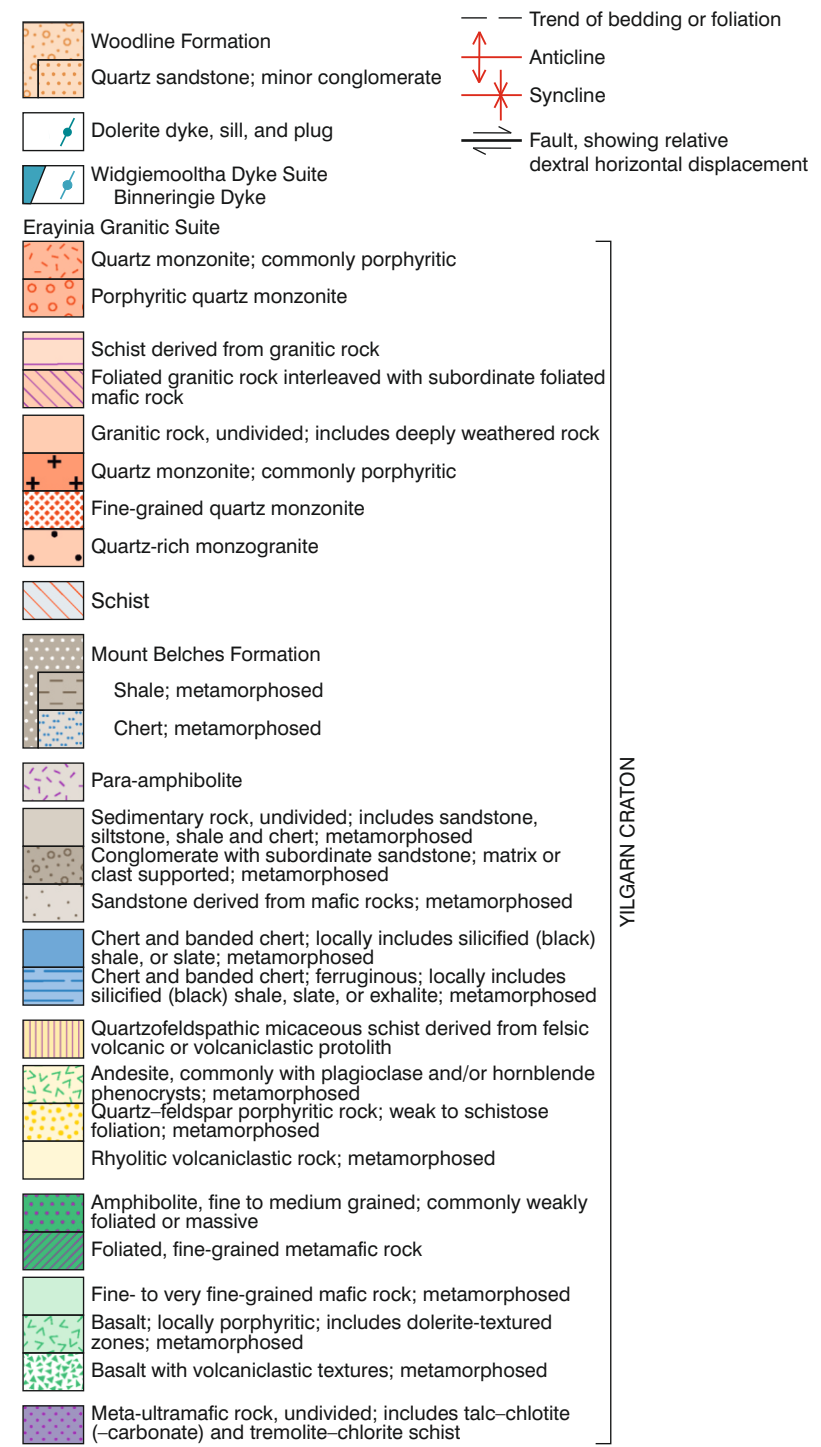 Woodline Formation
Quartz sandstone; minor conglomerate
Dolerite dyke, sill, and plug
Widgiemooltha Dyke Suite
Binneringie Dyke
Trend of bedding or foliation
Anticline
Syncline
Fault, showing relative
dextral horizontal displacement
Erayinia Granitic Suite
Quartz monzonite; commonly porphyritic
Porphyritic quartz monzonite
Schist derived from granitic rock
Foliated granitic rock interleaved with subordinate foliated
mafic rock
Granitic rock, undivided; includes deeply weathered rock
Quartz monzonite; commonly porphyritic
Fine-grained quartz monzonite
Quartz-rich monzogranite
Schist
Mount Belches Formation
Shale; metamorphosed
Chert; metamorphosed
Para-amphibolite
Sedimentary rock, undivided; includes sandstone,
siltstone, shale and chert; metamorphosed
Conglomerate with subordinate sandstone; matrix or
clast supported; metamorphosed
Sandstone derived from mafic rocks; metamorphosed
Chert and banded chert; locally includes silicified (black)
shale, or slate; metamorphosed
Chert and banded chert; ferruginous; locally includes
silicified (black) shale, slate, or exhalite; metamorphosed
Quartzofeldspathic micaceous schist derived from felsic
volcanic or volcaniclastic protolith
Andesite, commonly with plagioclase and/or hornblende
phenocrysts; metamorphosed
Quartz–feldspar porphyritic rock; weak to schistose
foliation; metamorphosed
Rhyolitic volcaniclastic rock; metamorphosed
Amphibolite, fine to medium grained; commonly weakly
foliated or massive
Foliated, fine-grained metamafic rock
Fine- to very fine-grained mafic rock; metamorphosed
Basalt; locally porphyritic; includes dolerite-textured
zones; metamorphosed
Basalt with volcaniclastic textures; metamorphosed
Meta-ultramafic rock, undivided; includes talc–chlotite
(–carbonate) and tremolite–chlorite schist
YILGARN CRATON